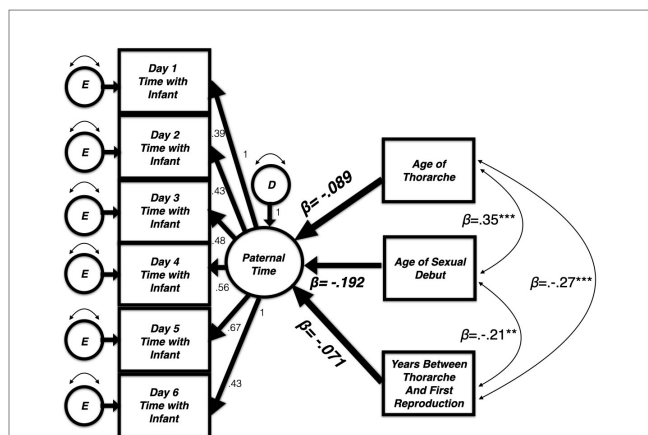 Day 1
Time with
Infant
E
Day 2
Time with
Infant
E
Day 3
Time with
Infant
E
Day 4
Time with
Infant
E
Day 5
Time with
Infant
E
Day 6
Time with
Infant
E
.39
1
.43
.48
.56
.67
1
.43
D
1
Paternal
Time
β= -.089
β= -.192
β= -.071
Age of
Thorarche
Age of Sexual
Debut
Years Between
Thorarche
And First
Reproduction
β=.35***
β=.-.27***
β=.-.21**